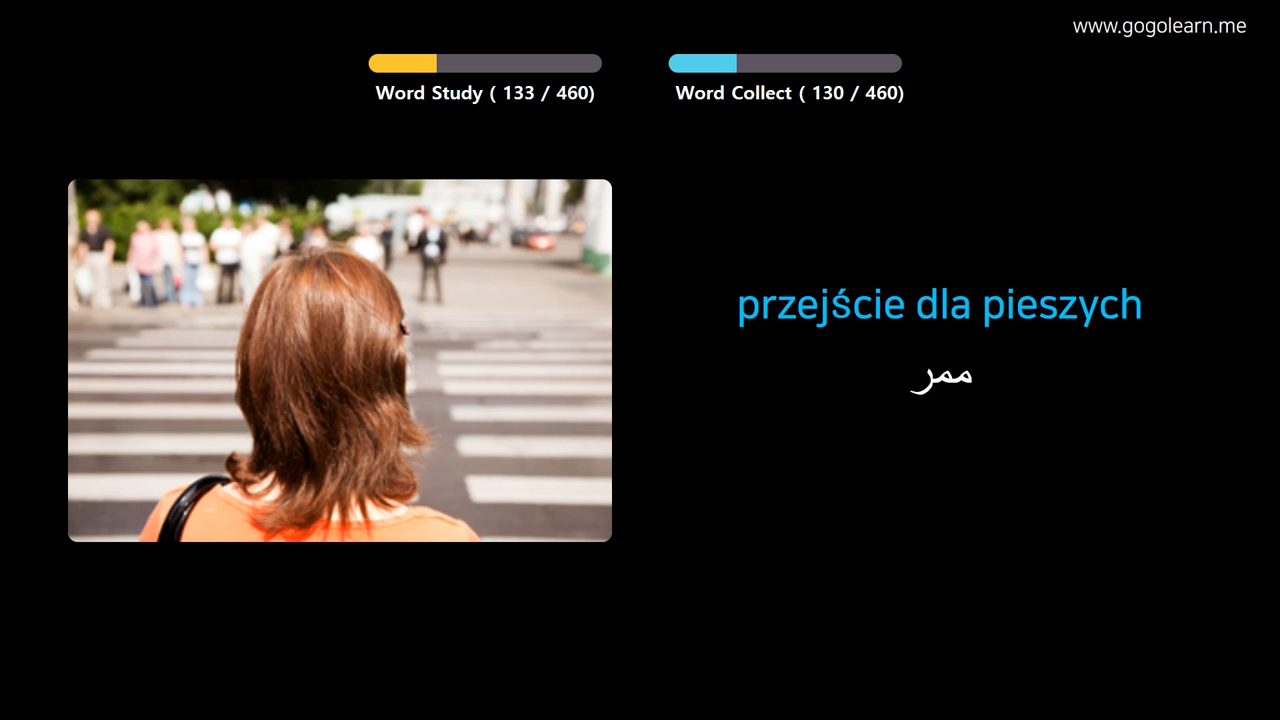 www.gogolearn.me
Word Study ( 133 / 460)
Word Collect ( 130 / 460)
przejście dla pieszych
ممر